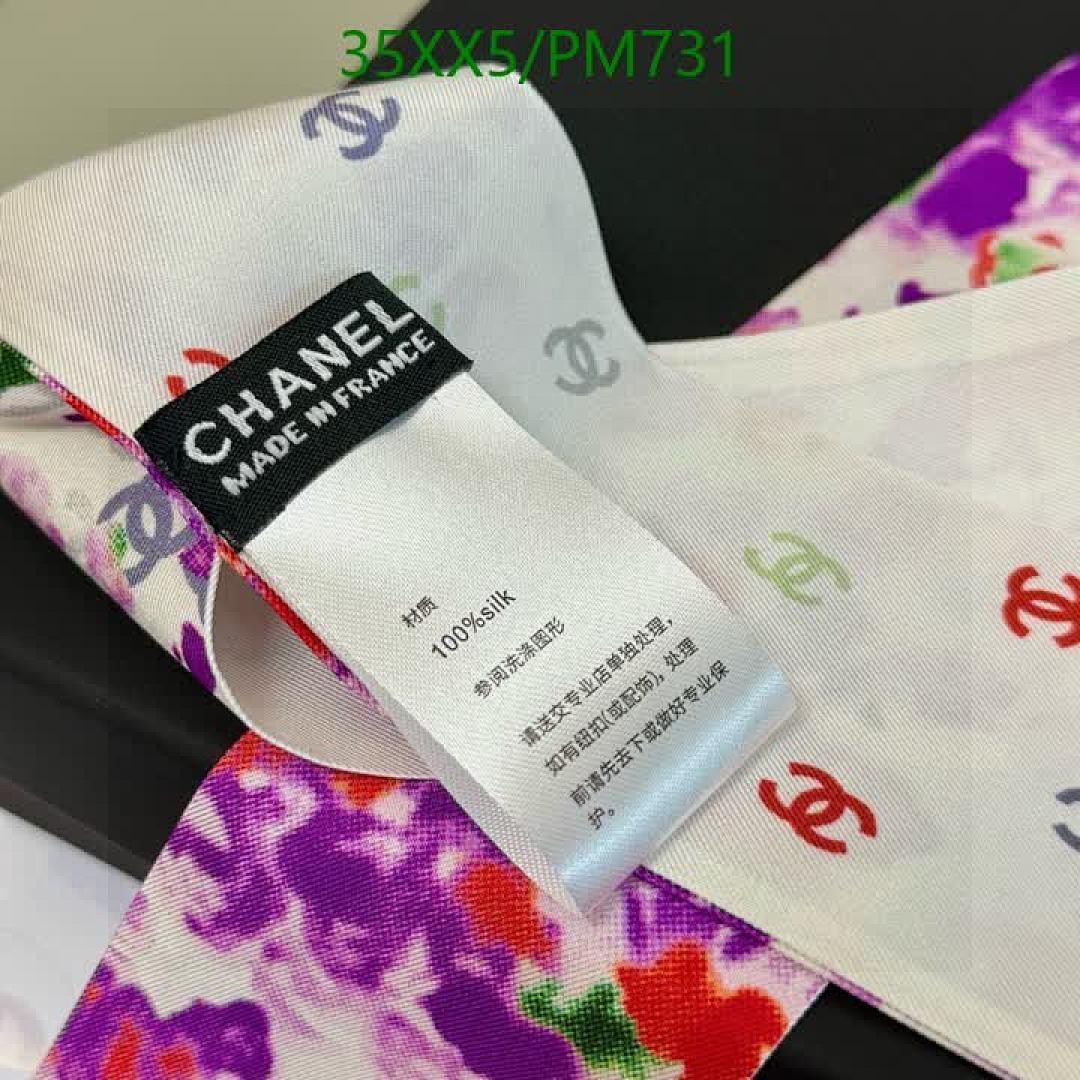 35XX5/PM731
CHANEL
MADE IN FRANCE
材质
100%silk
参阅洗涤图形
请送交专业店单独处理，
如有纽扣(或配饰)，处理
前请先去下或做好专业保
护。